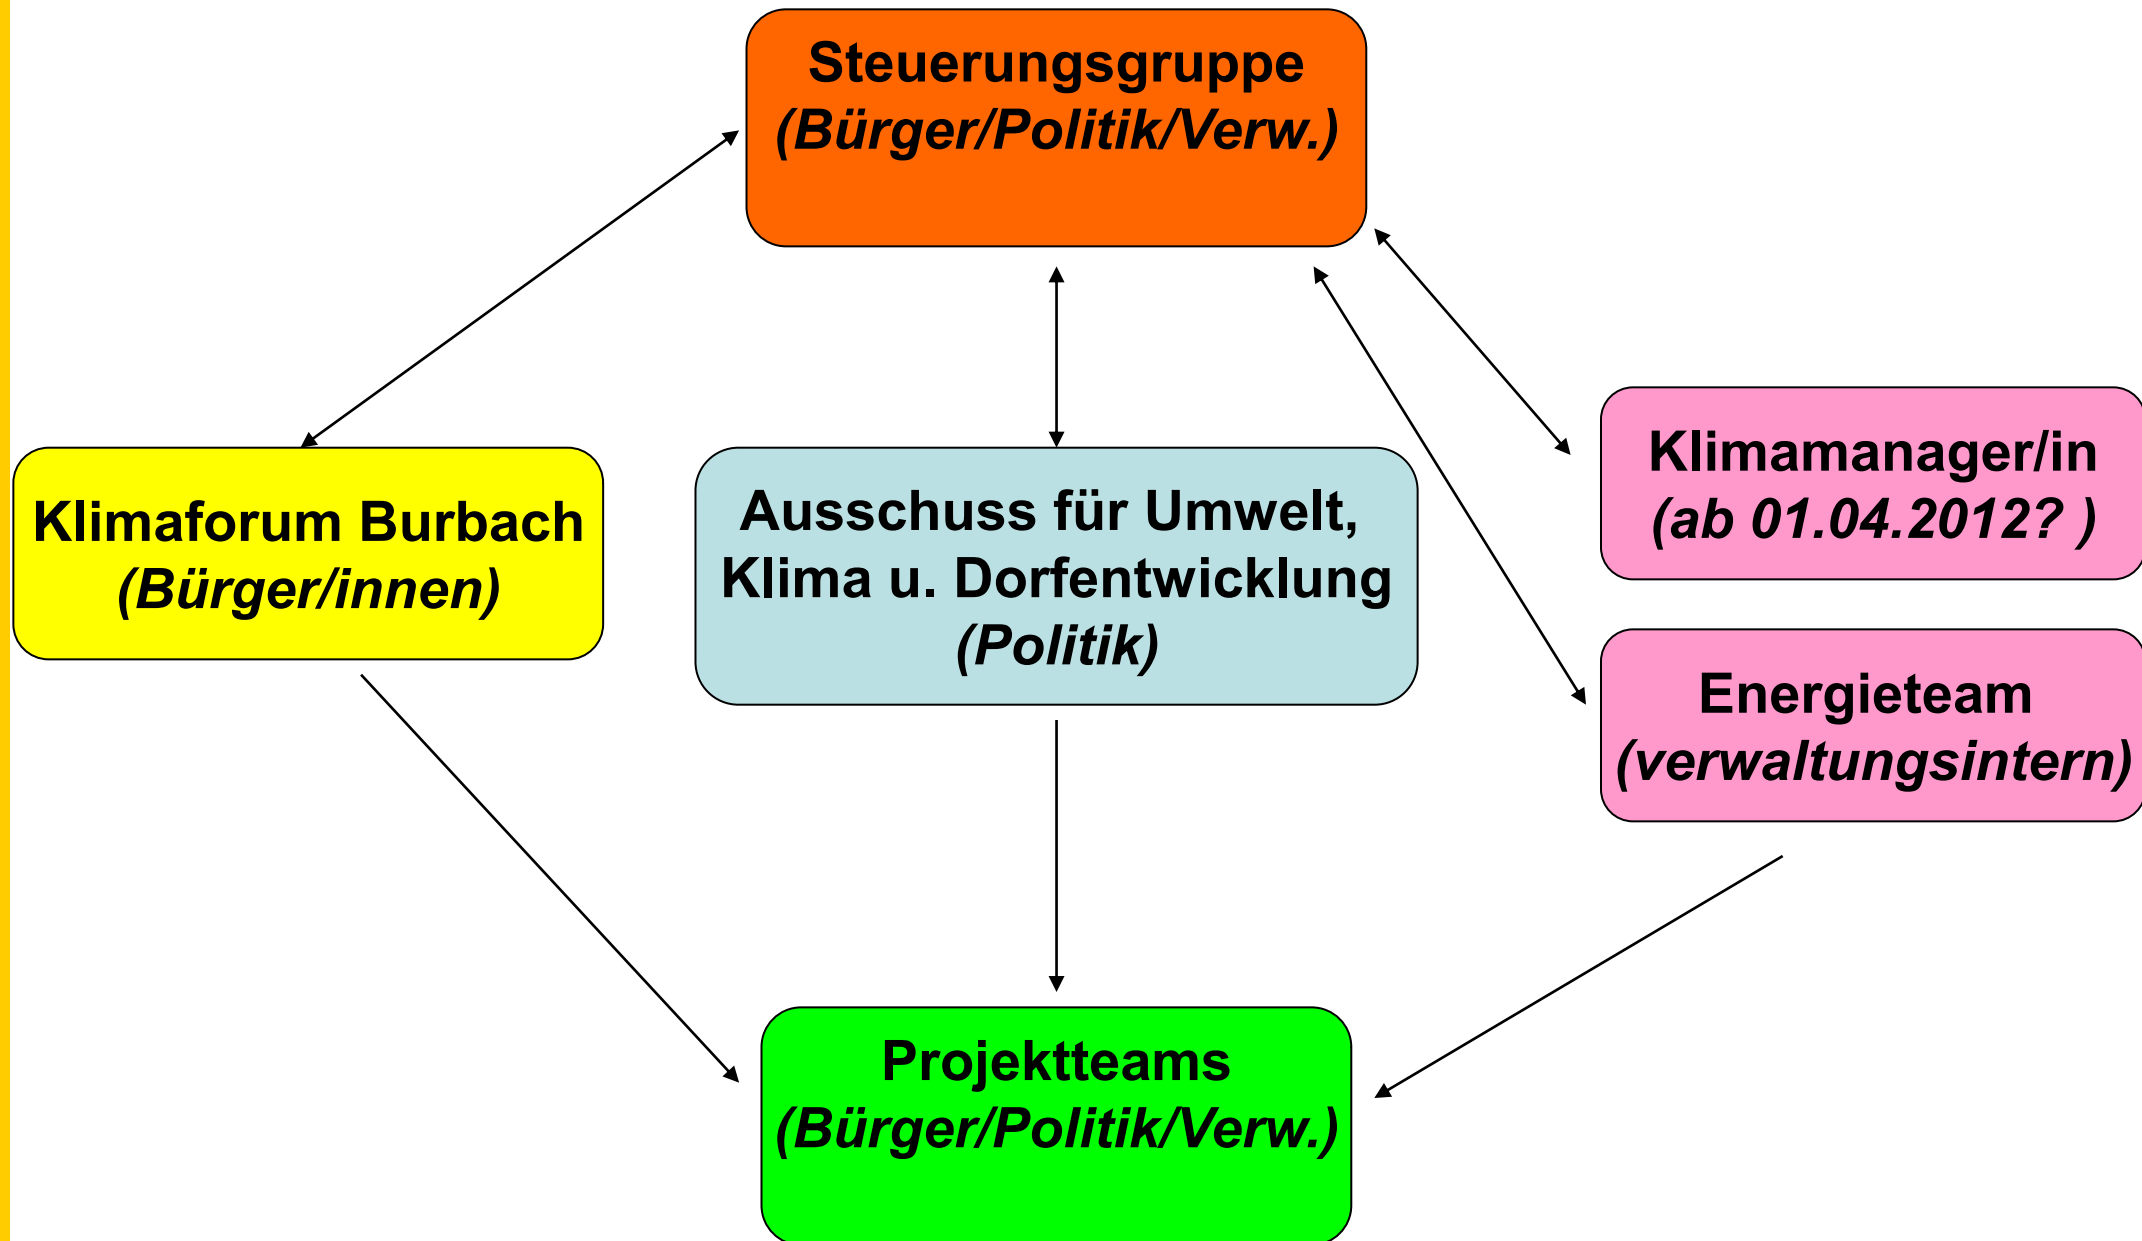 Steuerungsgruppe
(Bürger/Politik/Verw.)
Klimaforum Burbach
(Bürger/innen)
Ausschuss für Umwelt,
Klima u. Dorfentwicklung
(Politik)
Klimamanager/in
(ab 01.04.2012? )
Energieteam
(verwaltungsintern)
Projektteams
(Bürger/Politik/Verw.)